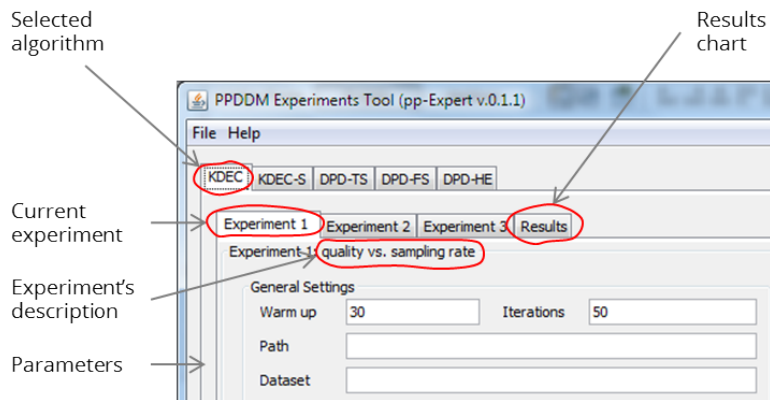 Selected
algorithm
Results
chart
PPDDM Experiments Tool (pp-Expert v.0.1.1)
File Help
KDEC KDEC-S DPD-TS DPD-FS DPD-HE
Current
experiment
Experiment 1 Experiment 2 Experiment 3 Results
Experiment 1: quality vs. sampling rate
Experiment's
description
General Settings
Warm up 30 Iterations 50
Path
Parameters
Dataset